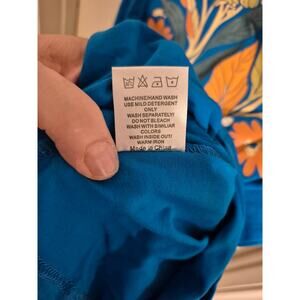 MACHINE/HAND WASH
USE MILD DETERGENT
ONLY
WASH SEPARATELY!
DO NOT BLEACH
WASH WITH SIMILIAR
COLORS
WASH INSIDE OUT!
WARM IRON
Made in China